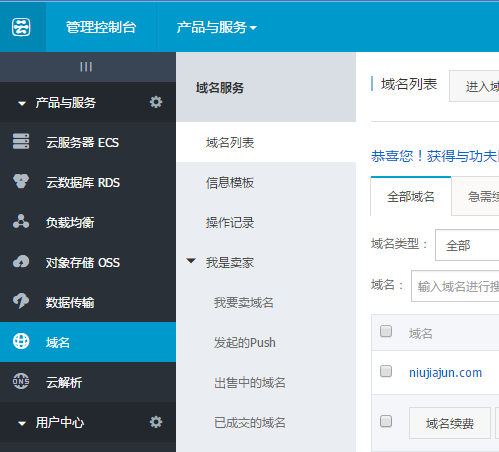 管理控制台
产品与服务
产品与服务
云服务器 ECS
云数据库 RDS
负载均衡
对象存储 OSS
数据传输
域名
DNS
云解析
用户中心
域名服务
域名列表
信息模板
操作记录
我是卖家
我要卖域名
发起的Push
出售中的域名
已成交的域名
域名列表
进入域
恭喜您！获得与功夫
全部域名
急需续
域名类型：
全部
域名：
输入域名进行搜
域名
niujiajun.com
域名续费